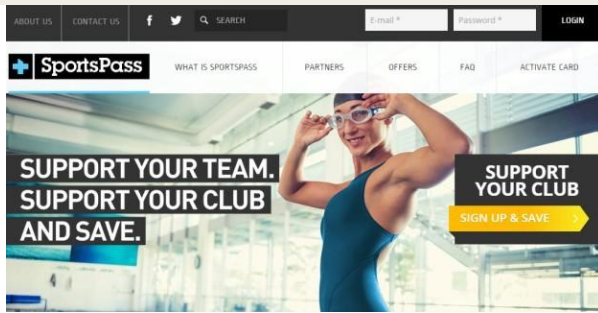 ABOUT US
CONTACT US
SEARCH
E-mail *
Password *
LOGIN
SportsPass
WHAT IS SPORTSPASS
PARTNERS
OFFERS
FAQ
ACTIVATE CARD
SUPPORT YOUR TEAM.
SUPPORT YOUR CLUB
AND SAVE.
SUPPORT
YOUR CLUB
SIGN UP & SAVE